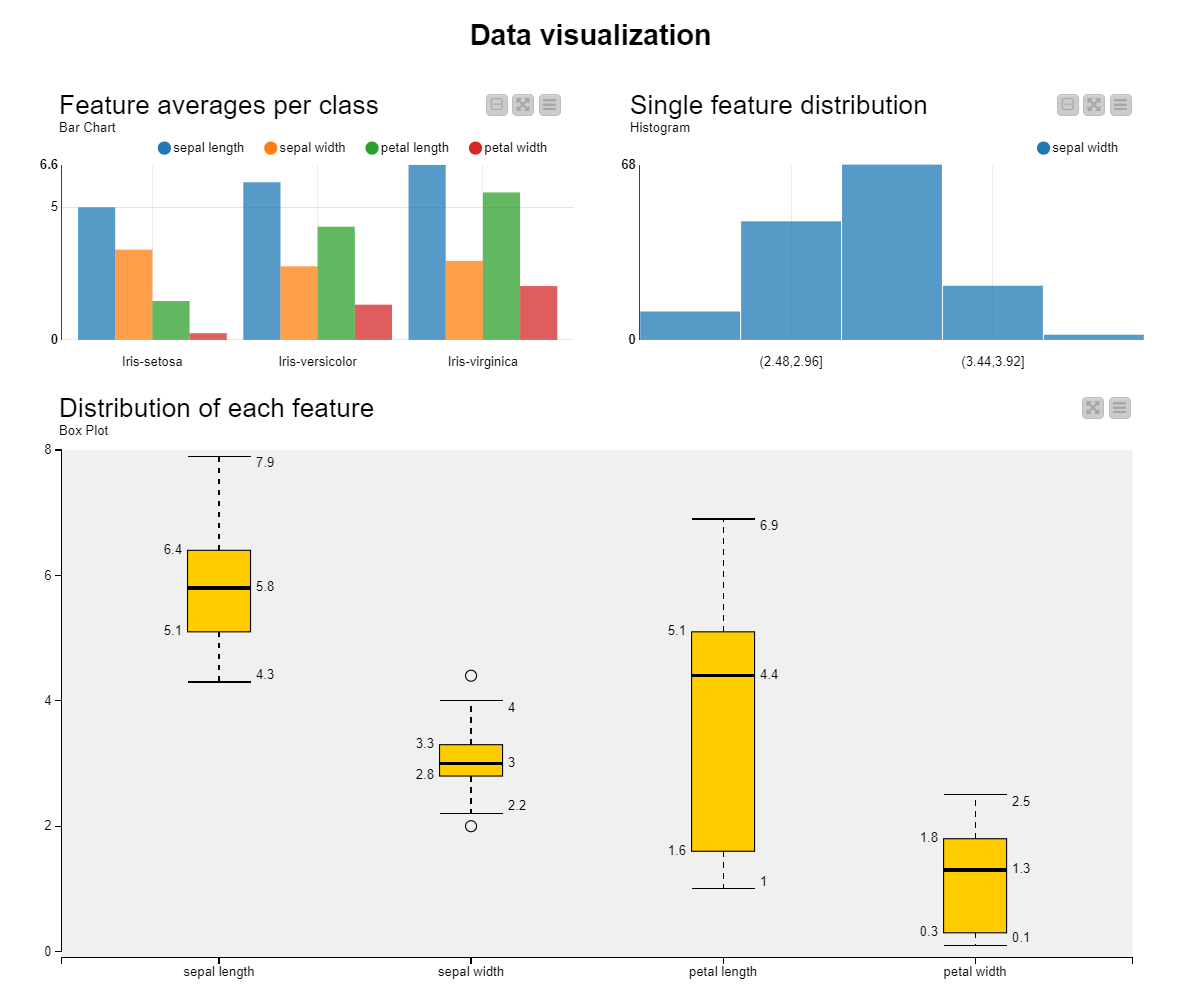 Data visualization
Feature averages per class
Bar Chart
sepal length sepal width petal length petal width
6.6
5
0
Iris-setosa Iris-versicolor Iris-virginica
Single feature distribution
Histogram
sepal width
68
0
(2.48,2.96] (3.44,3.92]
Distribution of each feature
Box Plot
8
7.9
6.9
6.4
6
5.8
5.1
5.1
4.3
4.4
4
4
3.3
3
2.8
2.2
2.5
2
1.8
1.6
1.3
1
0.3
0.1
0
sepal length sepal width petal length petal width